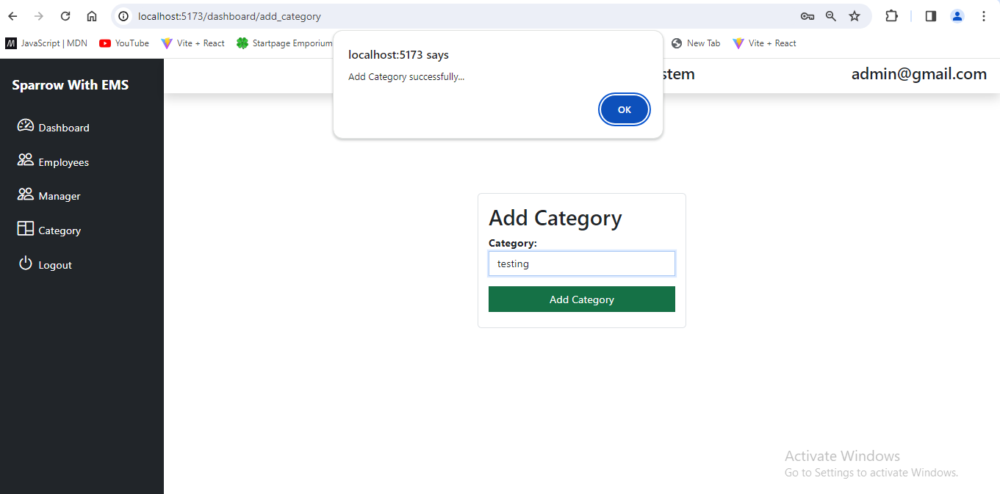 localhost:5173/dashboard/add_category
JavaScript | MDN YouTube Vite + React Startpage Emporium New Tab Vite + React
localhost:5173 says
Add Category successfully...
OK
stem admin@gmail.com
Sparrow With EMS
Dashboard
Employees
Manager
Category
Logout
Add Category
Category:
testing
Add Category
Activate Windows
Go to Settings to activate Windows.